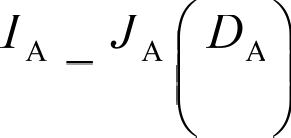 I_A _ J_A ( D_A )